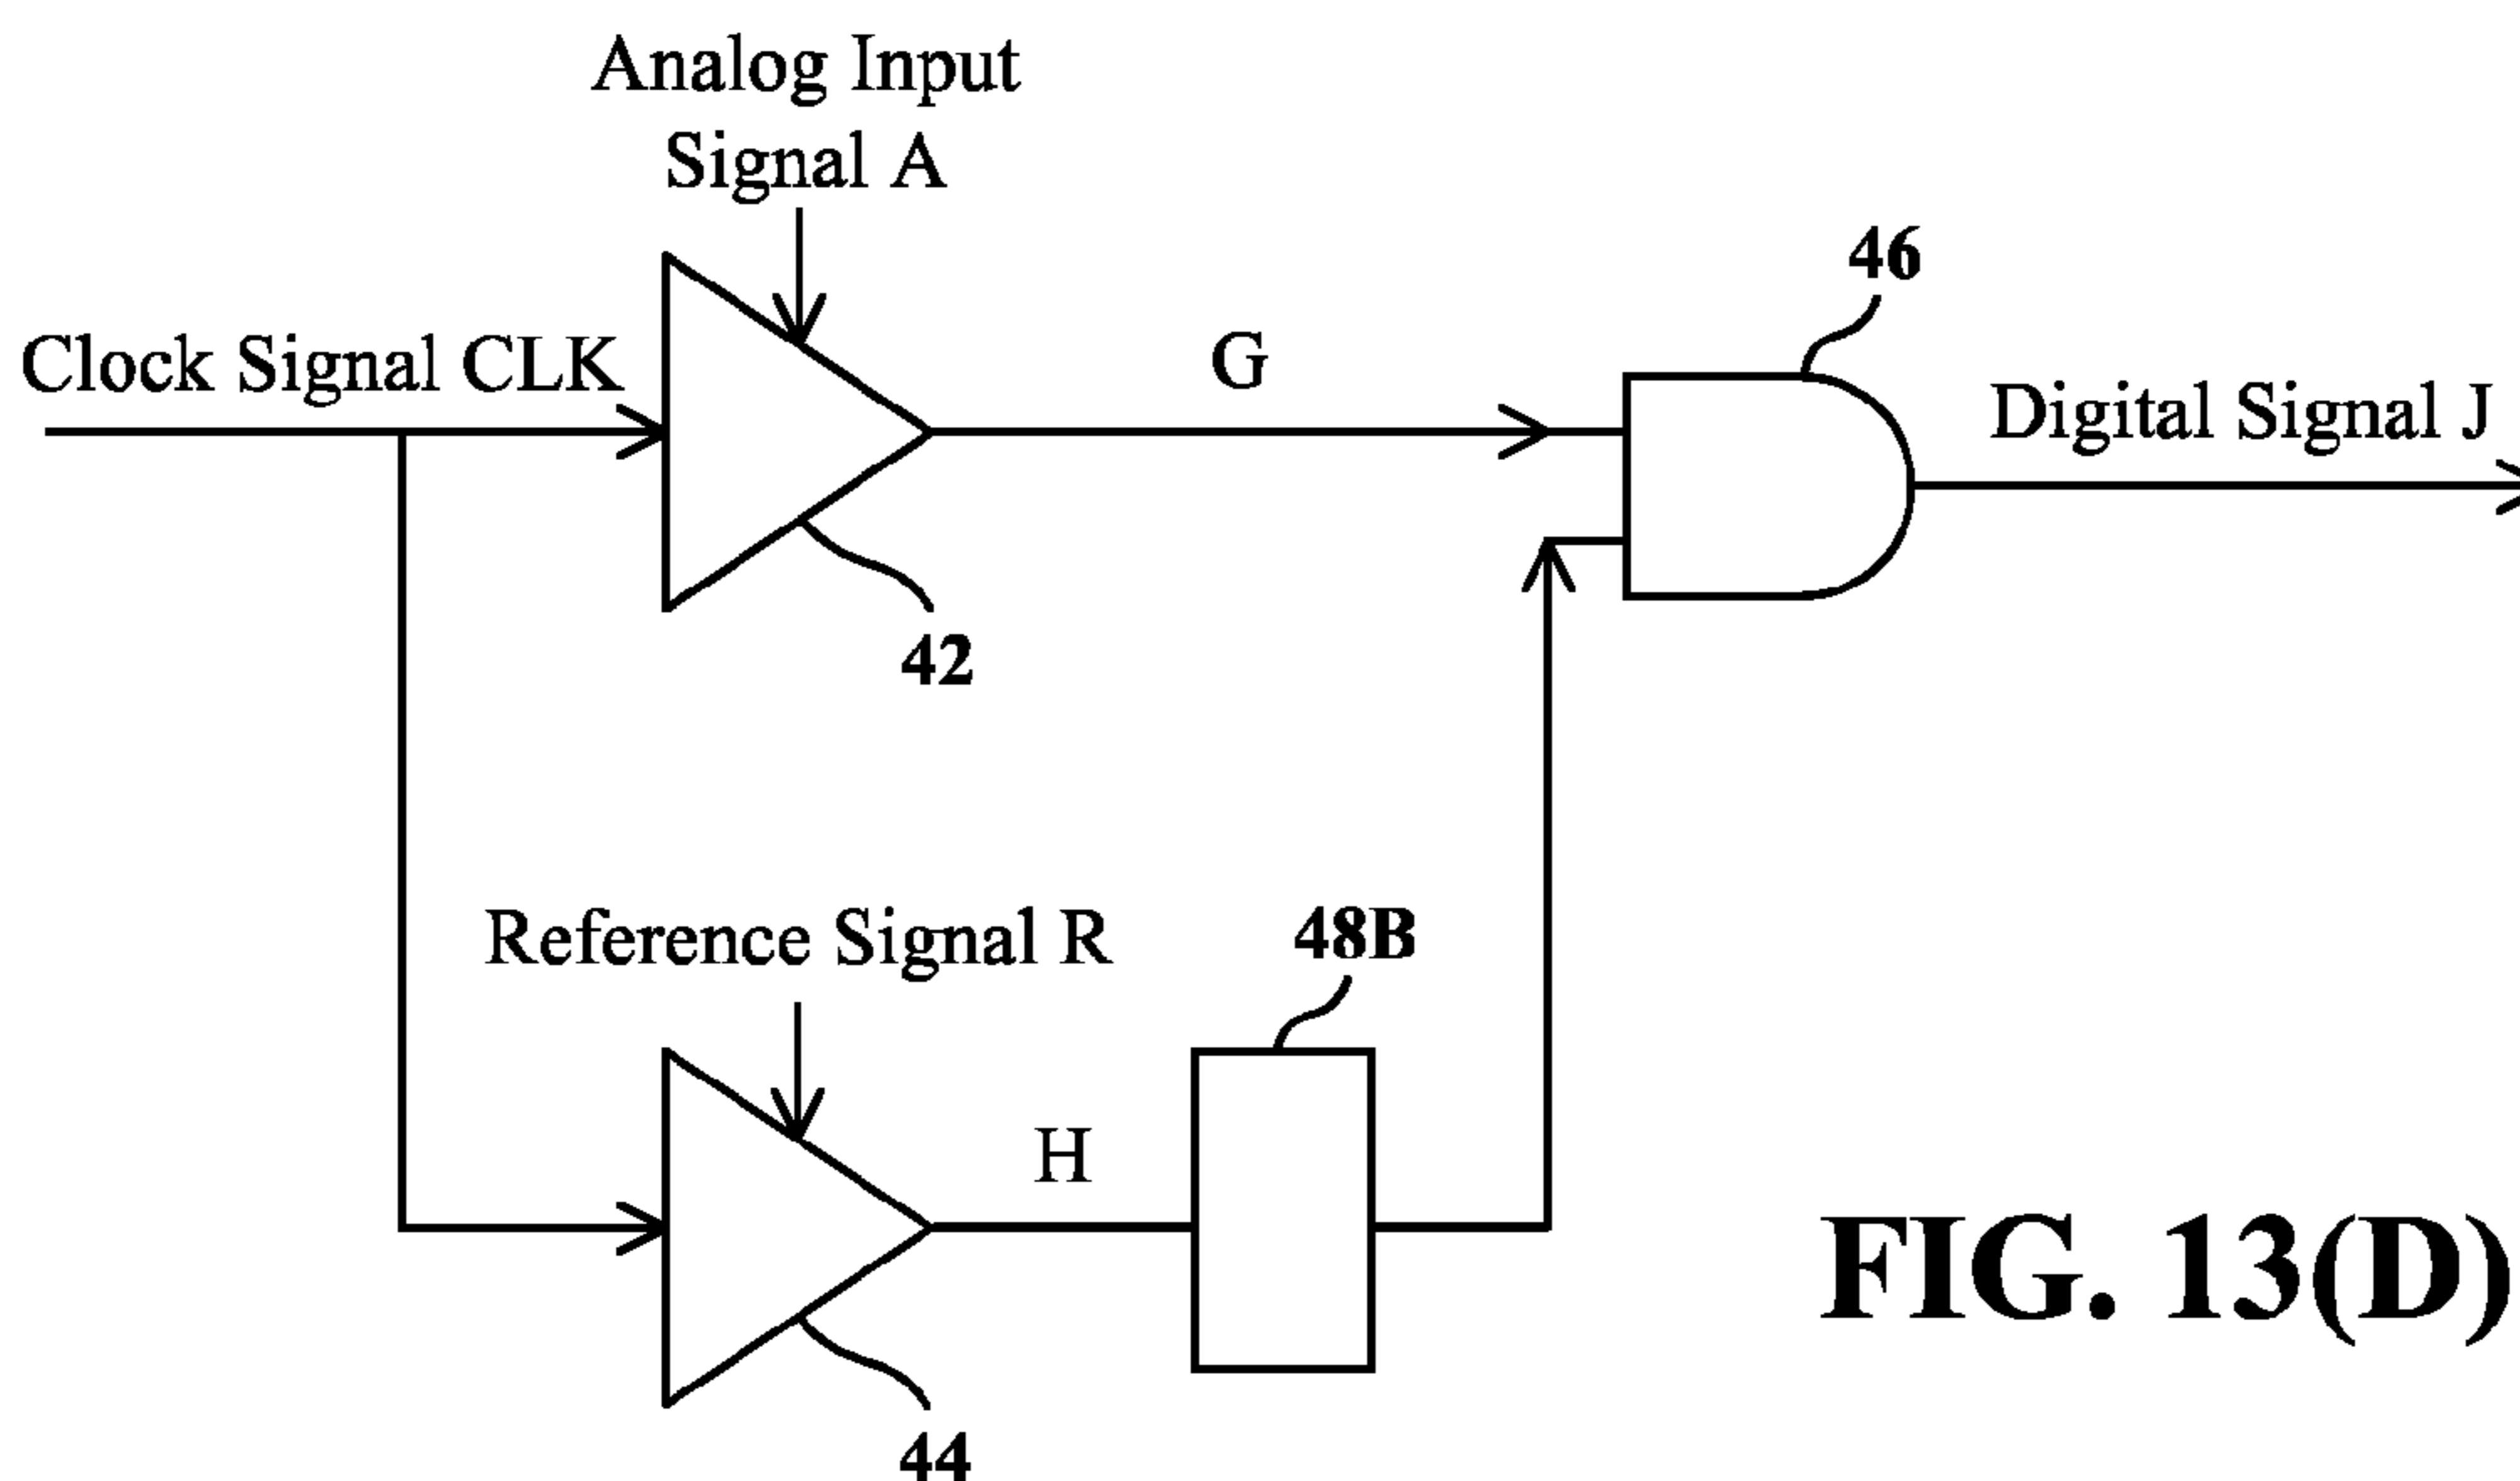 Analog Input
Signal A
46
Clock Signal CLK
G
Digital Signal J
42
Reference Signal R
48B
H
FIG. 13(D)
44